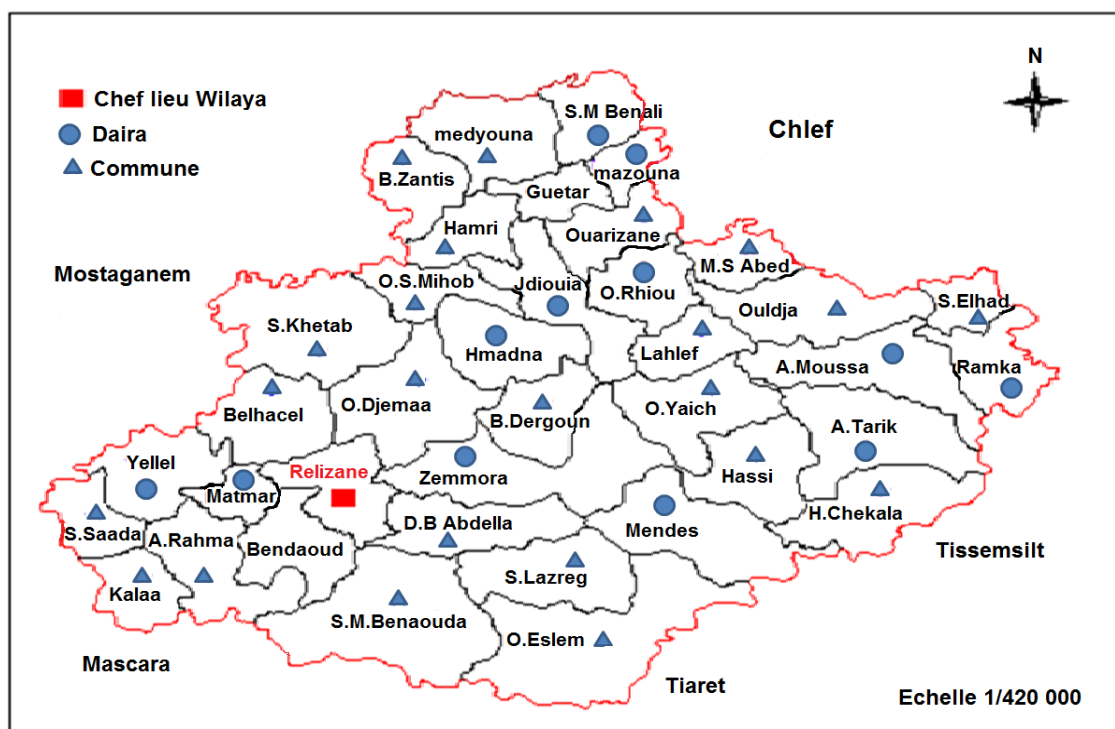 N
Chef lieu Wilaya
Daira
Commune
Chlef
S.M Benali
medyouna
mazouna
B.Zantis
Guetar
Hamri
Ouarizane
Mostaganem
M.S Abed
O.S.Mihob
Jdiouia
O.Rhiou
Ouldja
S.Elhad
S.Khetab
Hmadna
Lahlef
A.Moussa
Ramka
Belhacel
O.Djemaa
B.Dergoun
O.Yaich
A.Tarik
Yellel
Relizane
Zemmora
Hassi
Matmar
H.Chekala
S.Saada
A.Rahma
Bendaoud
D.B Abdella
Mendes
Tissemsilt
Kalaa
S.Lazreg
S.M.Benaouda
O.Eslem
Mascara
Tiaret
Echelle 1/420 000